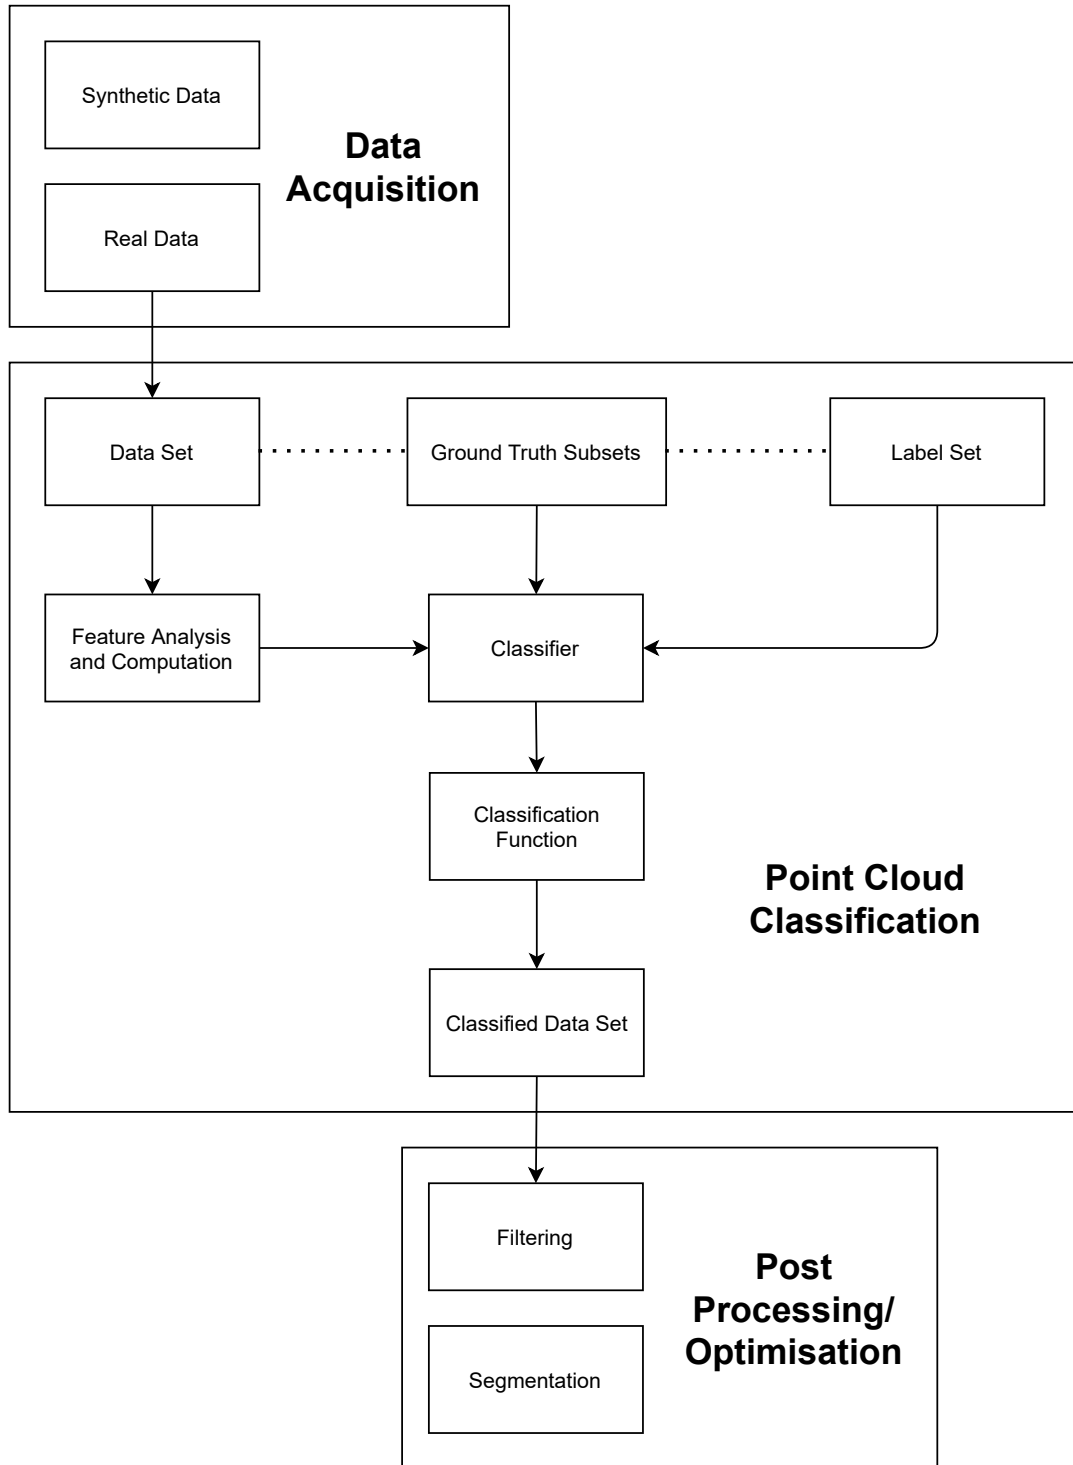 Synthetic Data
Data
Acquisition
Real Data
Data Set
Ground Truth Subsets
Label Set
Feature Analysis
and Computation
Classifier
Classification
Function
Point Cloud
Classification
Classified Data Set
Filtering
Post
Processing/
Optimisation
Segmentation